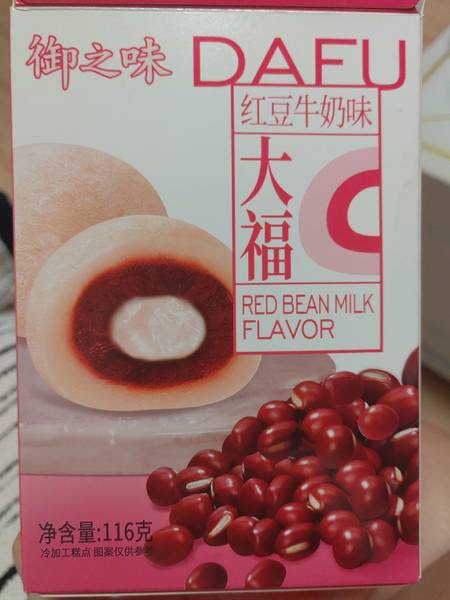 御之味 DAFU
红豆牛奶味
大福
RED BEAN MILK
FLAVOR
净含量:116克
冷加工糕点 图案仅供参考